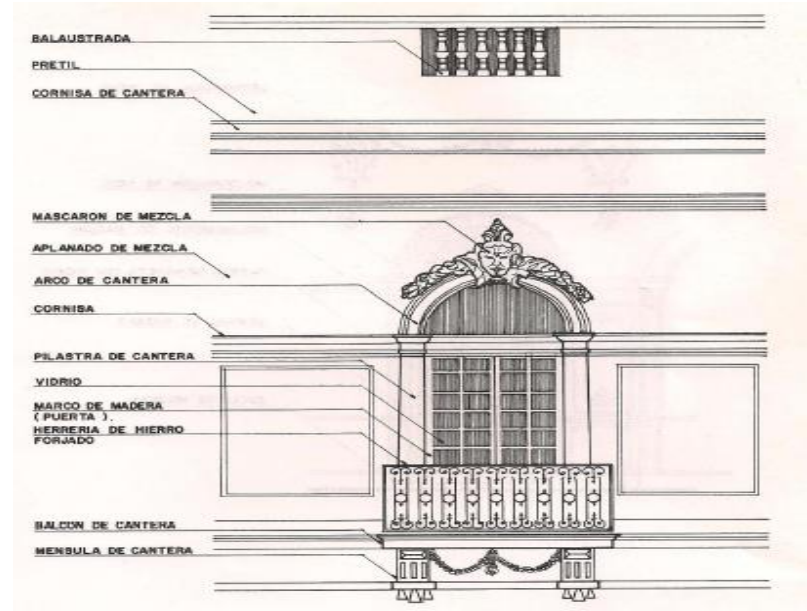 BALAUSTRADA
PRETIL
CORNISA DE CANTERA
MASCARON DE MEZCLA
APLANADO DE MEZCLA
ARCO DE CANTERA
CORNISA
PILASTRA DE CANTERA
VIDRIO
MARCO DE MADERA
( PUERTA ).
HERRERIA DE HIERRO
FORJADO
BALCON DE CANTERA
MENSULA DE CANTERA